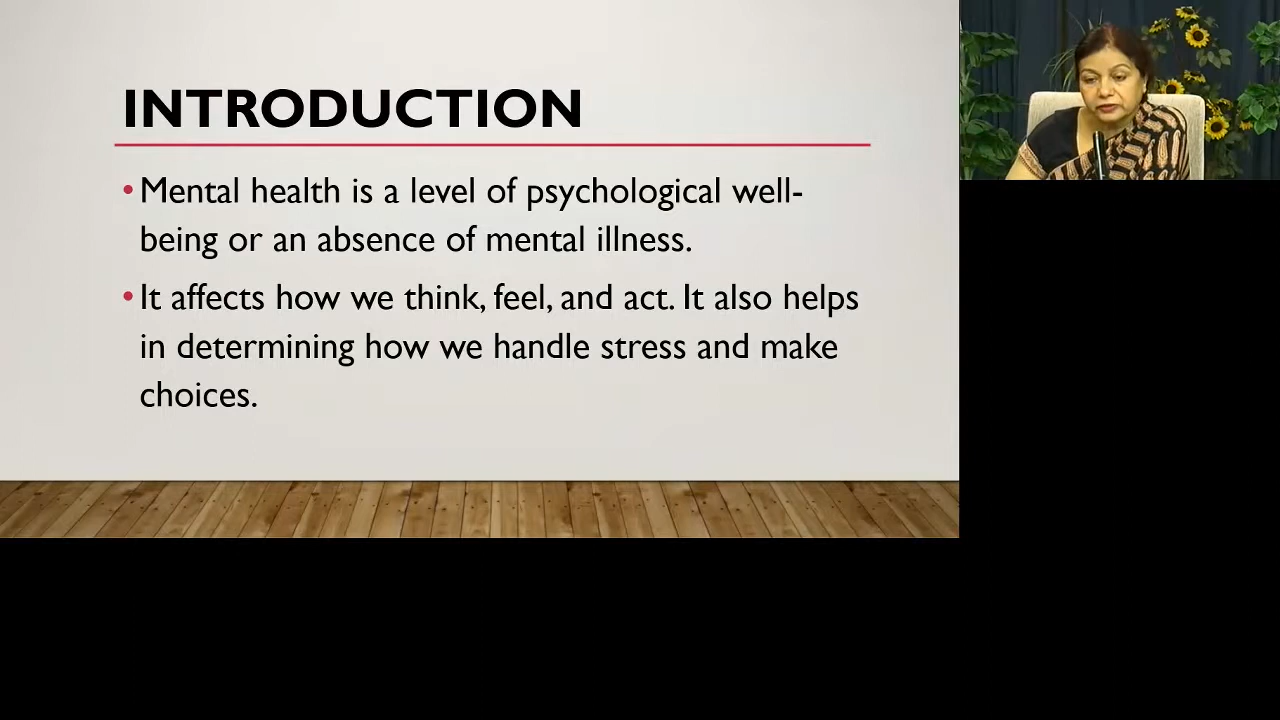 INTRODUCTION
•Mental health is a level of psychological well-
being or an absence of mental illness.
•It affects how we think, feel, and act. It also helps
in determining how we handle stress and make
choices.